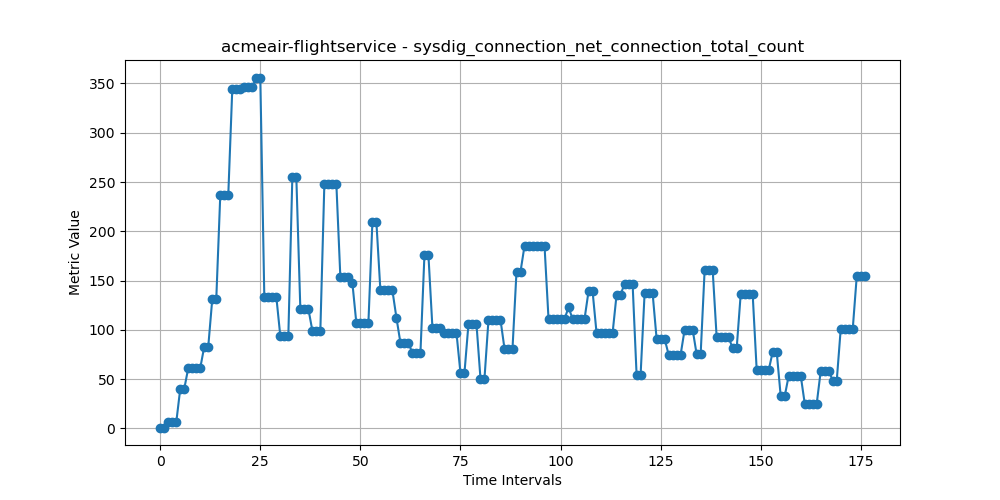 acmeair-flightservice - sysdig_connection_net_connection_total_count
350
300
250
200
150
100
50
0
Metric Value
0 25 50 75 100 125 150 175
Time Intervals